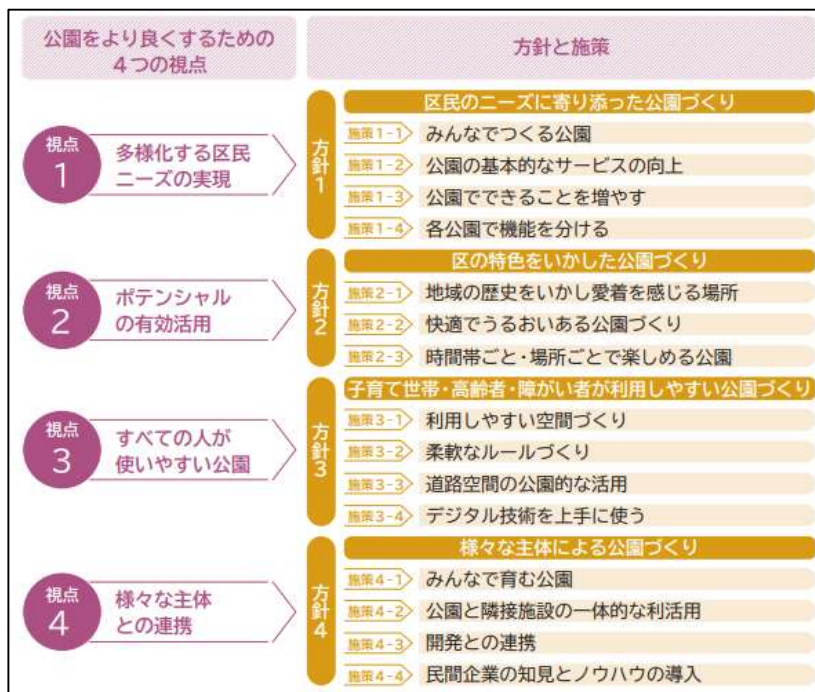 公園をより良くするための
4つの視点
方針と施策
視点
1
多様化する区民
ニーズの実現
方針1
区民のニーズに寄り添った公園づくり
施策1-1 みんなでつくる公園
施策1-2 公園の基本的なサービスの向上
施策1-3 公園でできることを増やす
施策1-4 各公園で機能を分ける
視点
2
ポテンシャル
の有効活用
方針2
区の特色をいかした公園づくり
施策2-1 地域の歴史をいかし愛着を感じる場所
施策2-2 快適でうるおいある公園づくり
施策2-3 時間帯ごと・場所ごとで楽しめる公園
視点
3
すべての人が
使いやすい公園
方針3
子育て世帯・高齢者・障がい者が利用しやすい公園づくり
施策3-1 利用しやすい空間づくり
施策3-2 柔軟なルールづくり
施策3-3 道路空間の公園的な活用
施策3-4 デジタル技術を上手に使う
視点
4
様々な主体
との連携
方針4
様々な主体による公園づくり
施策4-1 みんなで育む公園
施策4-2 公園と隣接施設の一体的な利活用
施策4-3 開発との連携
施策4-4 民間企業の知見とノウハウの導入